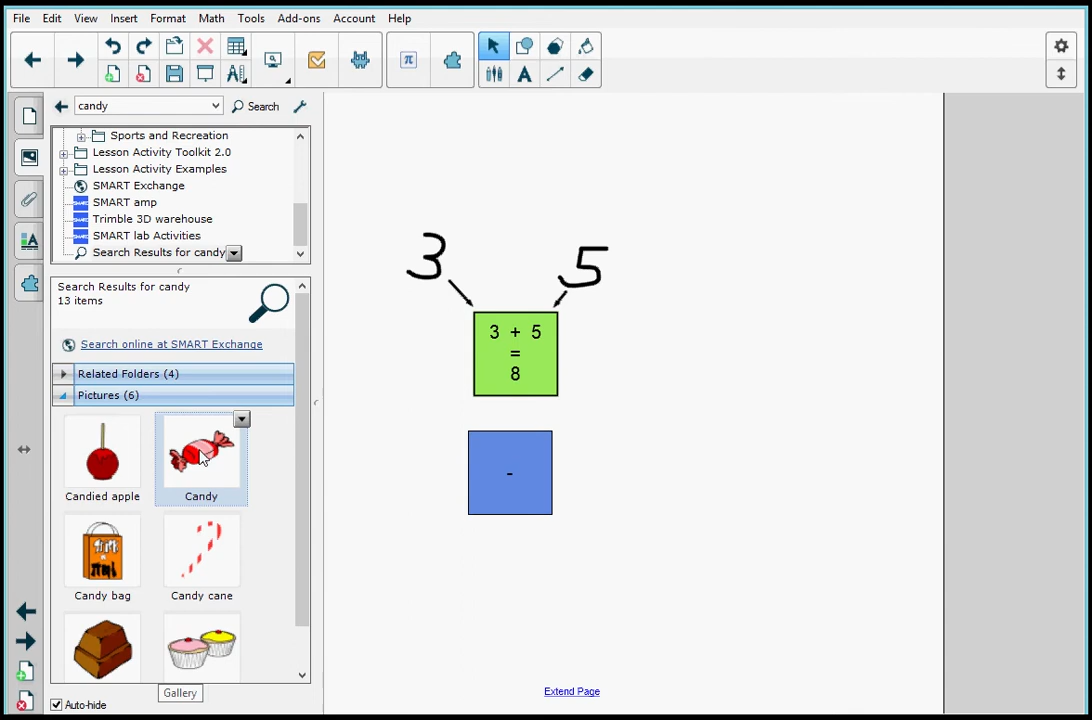 File Edit View Insert Format Math Tools Add-ons Account Help
π
A
candy Search
Sports and Recreation
Lesson Activity Toolkit 2.0
Lesson Activity Examples
SMART Exchange
SMART amp
Trimble 3D warehouse
SMART lab Activities
Search Results for candy
Search Results for candy
13 items
Search online at SMART Exchange
Related Folders (4)
Pictures (6)
Candied apple Candy
Candy bag Candy cane
Gallery
Auto-hide
3 5
3 + 5
=
8
-
Extend Page